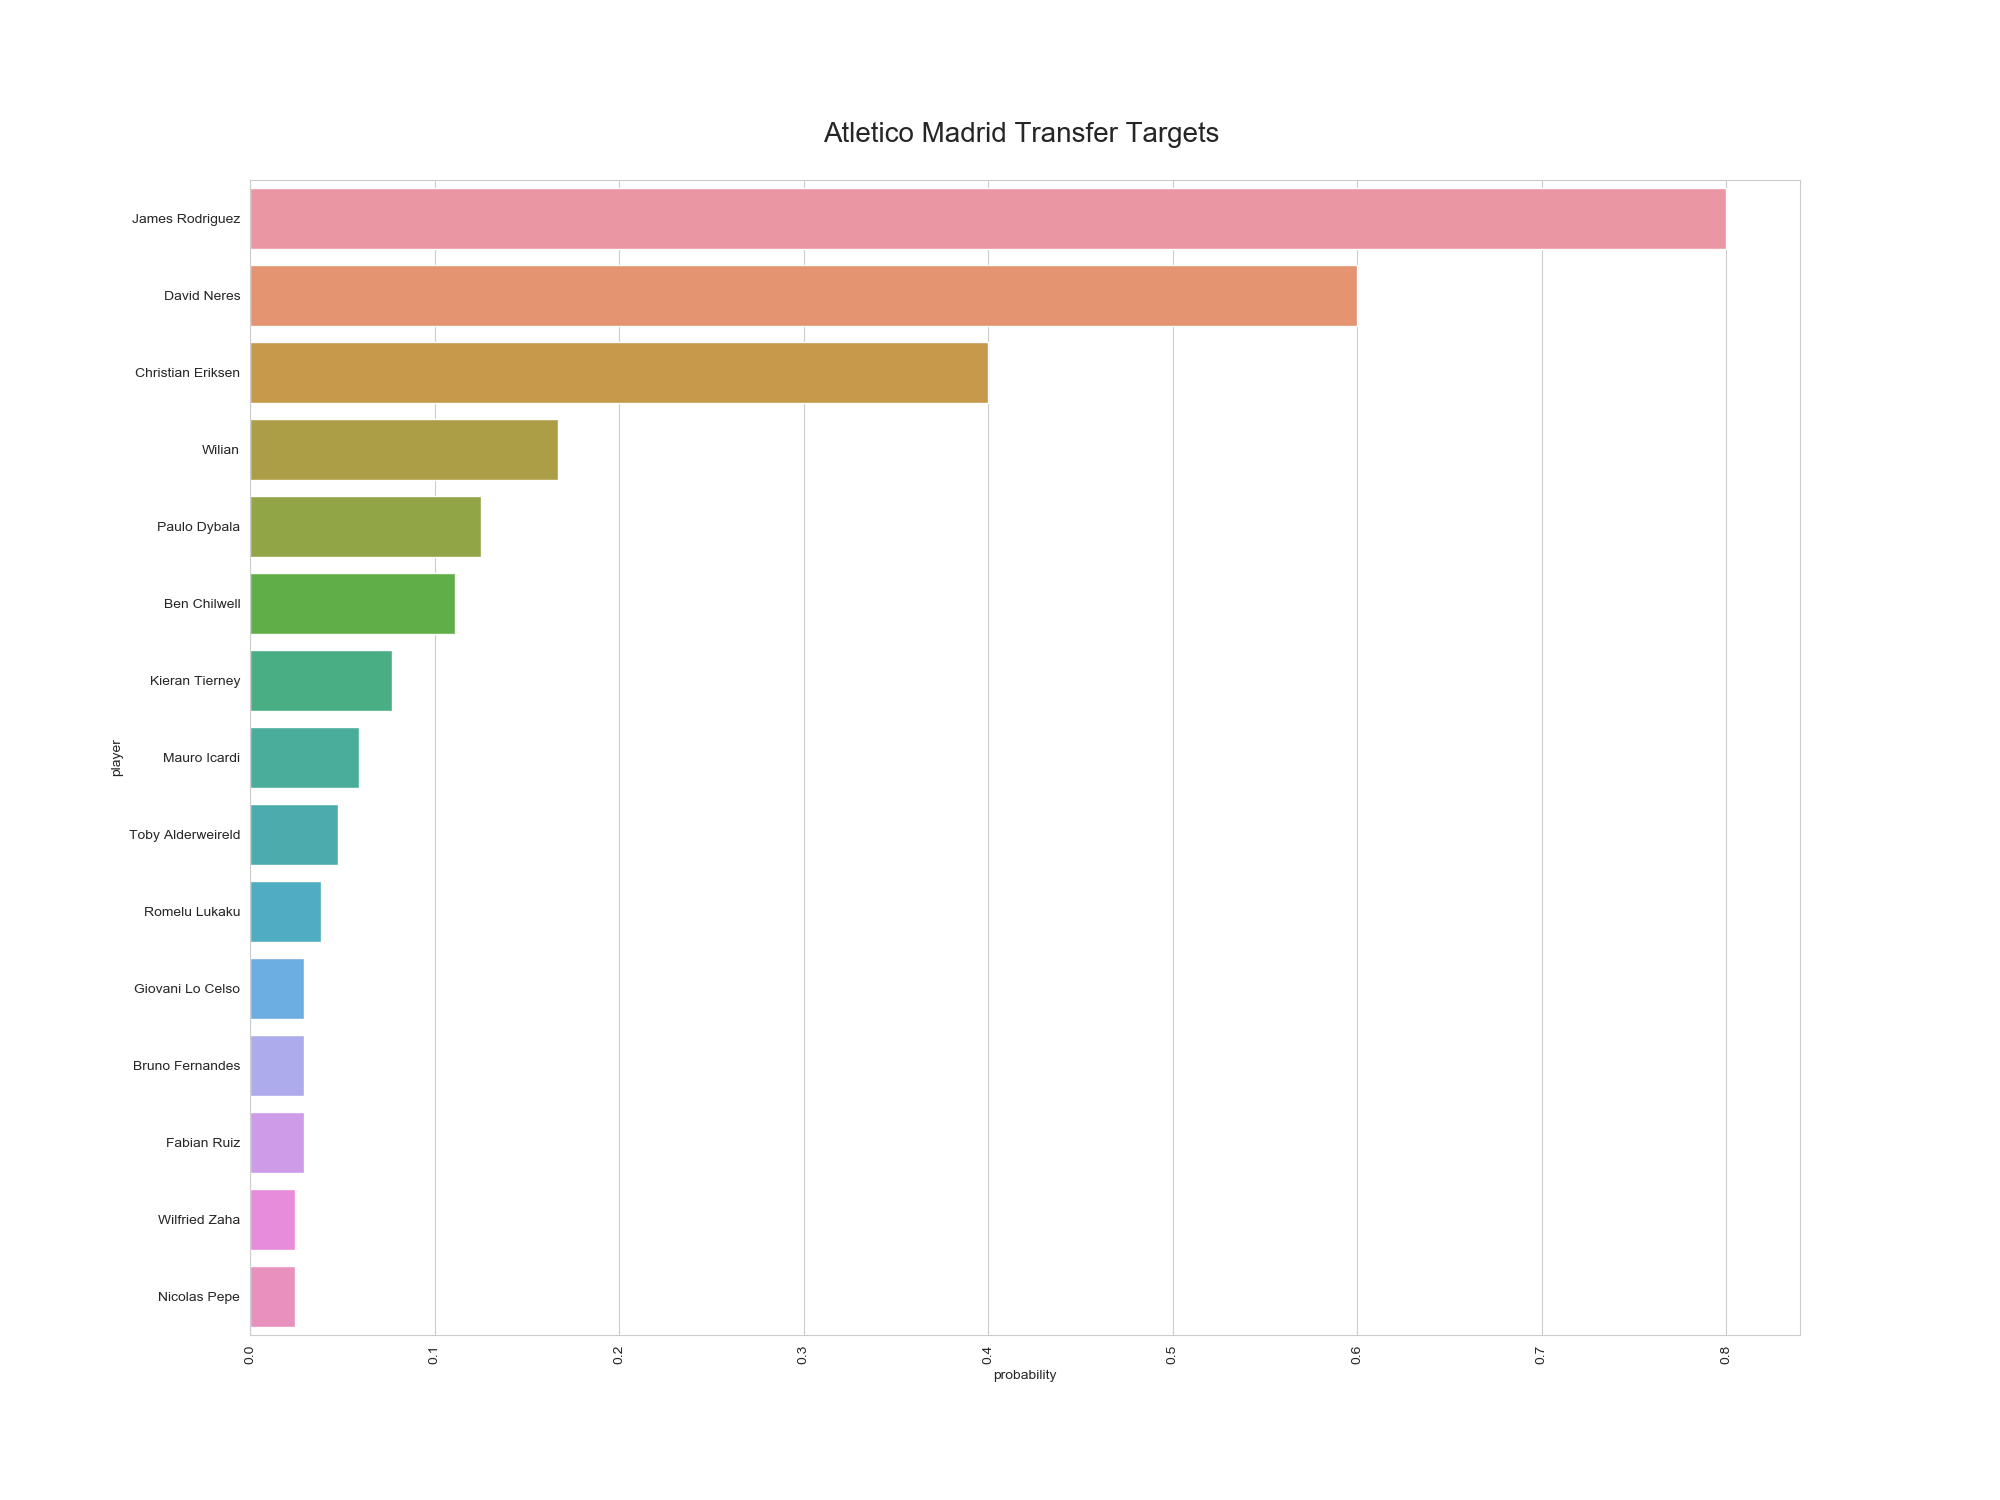 Atletico Madrid Transfer Targets
James Rodriguez
David Neres
Christian Eriksen
Wilian
Paulo Dybala
Ben Chilwell
Kieran Tierney
Mauro Icardi
Toby Alderweireld
Romelu Lukaku
Giovani Lo Celso
Bruno Fernandes
Fabian Ruiz
Wilfried Zaha
Nicolas Pepe
player
0.0 0.1 0.2 0.3 0.4 0.5 0.6 0.7 0.8
probability